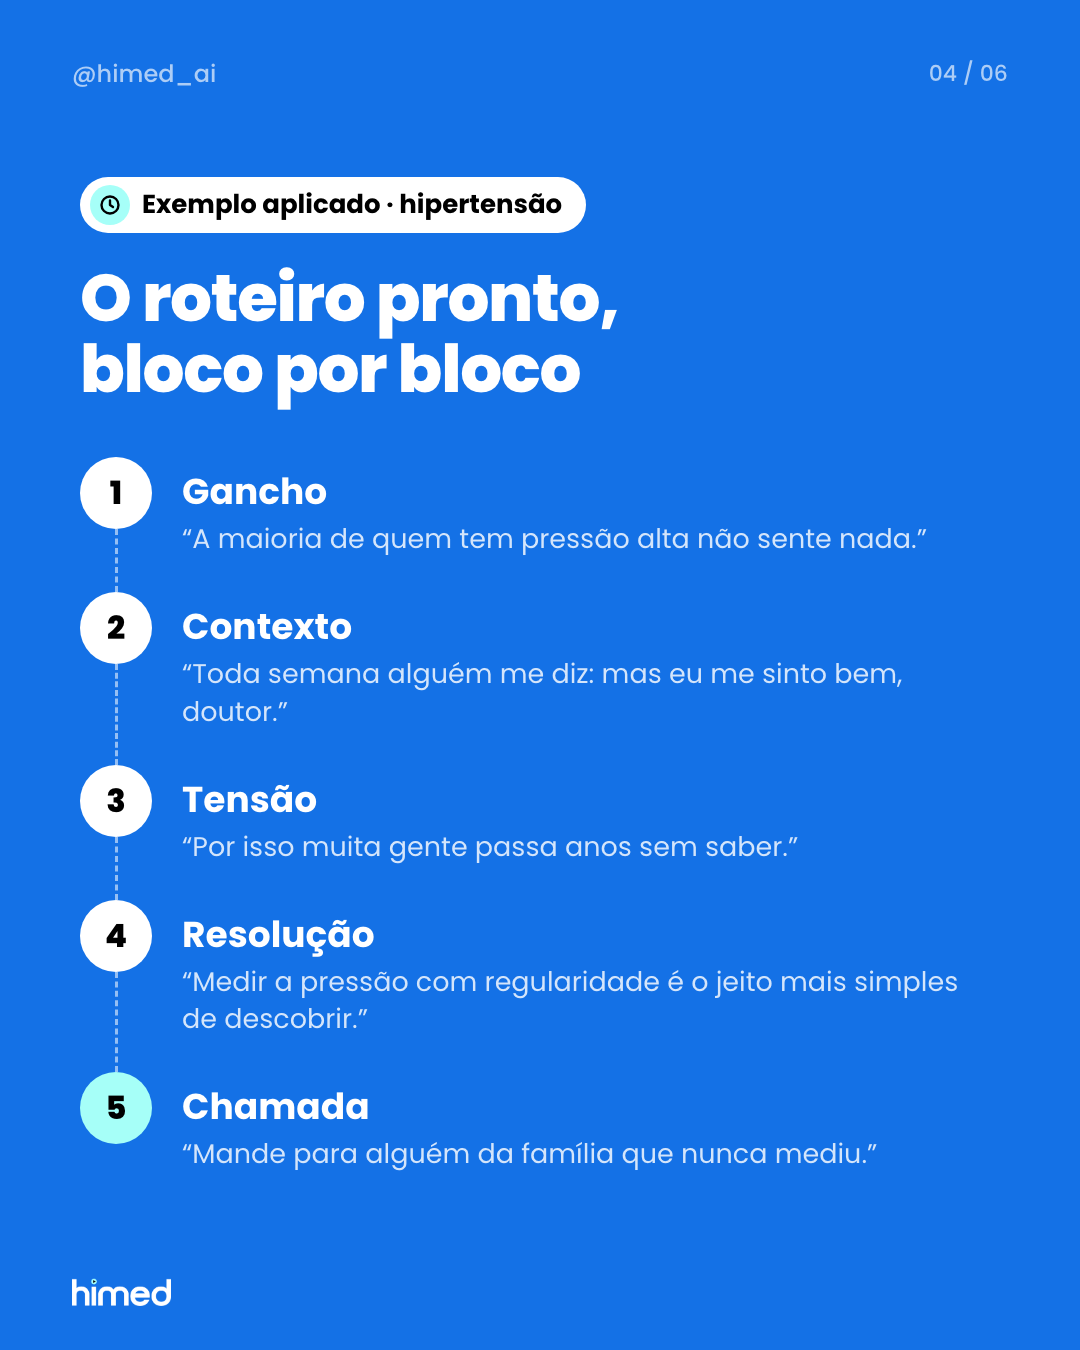 @himed_ai
04 / 06
Exemplo aplicado · hipertensão
O roteiro pronto,
bloco por bloco
1
Gancho
“A maioria de quem tem pressão alta não sente nada.”
2
Contexto
“Toda semana alguém me diz: mas eu me sinto bem,
doutor.”
3
Tensão
“Por isso muita gente passa anos sem saber.”
4
Resolução
“Medir a pressão com regularidade é o jeito mais simples
de descobrir.”
5
Chamada
“Mande para alguém da família que nunca mediu.”
himed